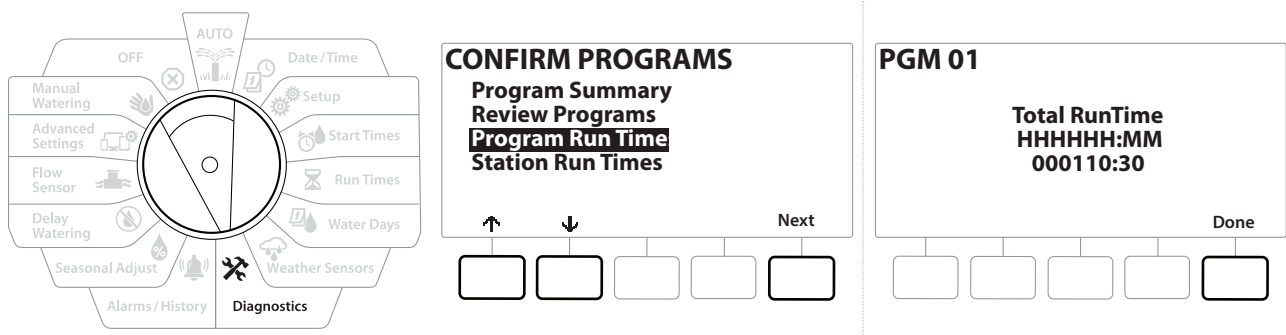 AUTO
OFF
Date / Time
Manual
Watering
Setup
Advanced
Settings
Start Times
Flow
Sensor
Run Times
Delay
Watering
Water Days
Seasonal Adjust
Weather Sensors
Alarms / History
Diagnostics
CONFIRM PROGRAMS
Program Summary
Review Programs
Program Run Time
Station Run Times
↑ ↓ Next
PGM 01
Total RunTime
HHHHHH:MM
000110:30
Done